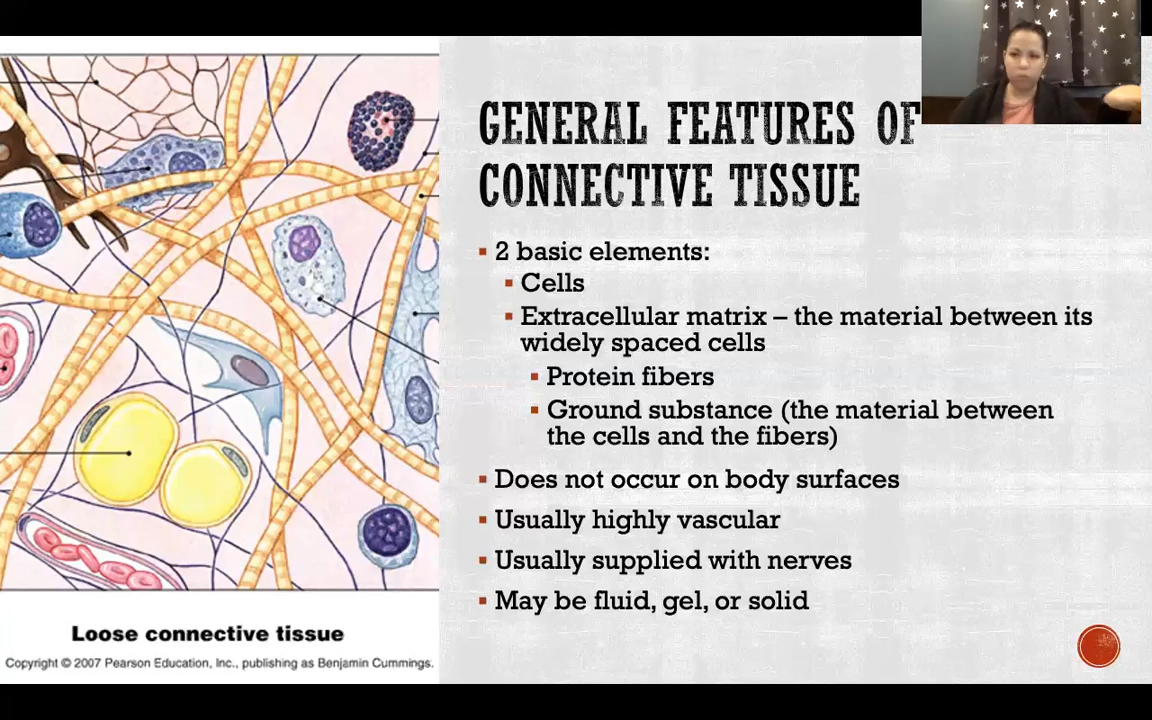 GENERAL FEATURES OF
CONNECTIVE TISSUE
▪ 2 basic elements:
▪ Cells
▪ Extracellular matrix – the material between its
widely spaced cells
▪ Protein fibers
▪ Ground substance (the material between
the cells and the fibers)
▪ Does not occur on body surfaces
▪ Usually highly vascular
▪ Usually supplied with nerves
▪ May be fluid, gel, or solid
Loose connective tissue
Copyright © 2007 Pearson Education, Inc., publishing as Benjamin Cummings.